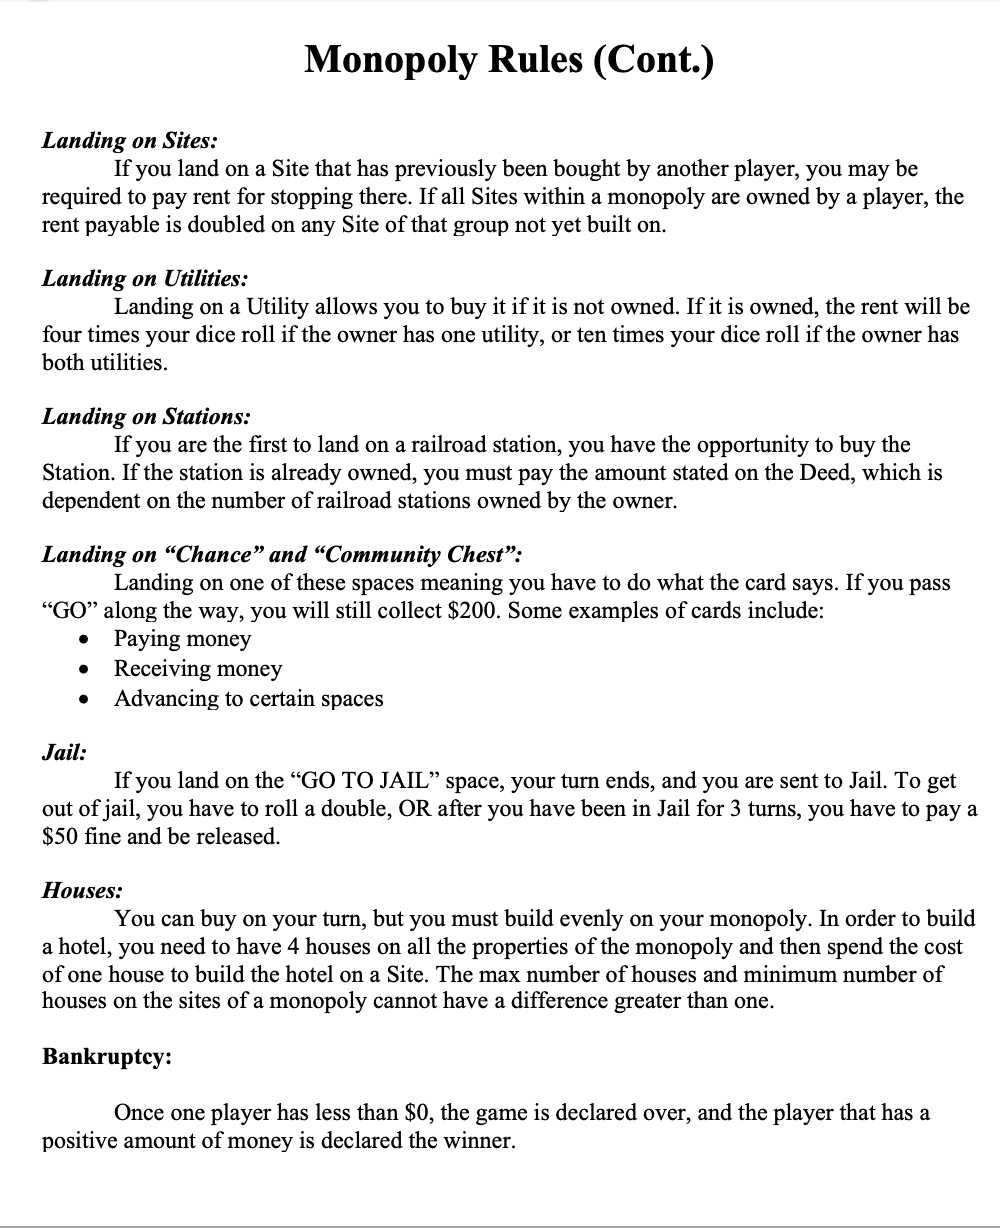 Monopoly Rules (Cont.)
Landing on Sites:
If you land on a Site that has previously been bought by another player, you may be
required to pay rent for stopping there. If all Sites within a monopoly are owned by a player, the
rent payable is doubled on any Site of that group not yet built on.
Landing on Utilities:
Landing on a Utility allows you to buy it if it is not owned. If it is owned, the rent will be
four times your dice roll if the owner has one utility, or ten times your dice roll if the owner has
both utilities.
Landing on Stations:
If you are the first to land on a railroad station, you have the opportunity to buy the
Station. If the station is already owned, you must pay the amount stated on the Deed, which is
dependent on the number of railroad stations owned by the owner.
Landing on “Chance” and “Community Chest”:
Landing on one of these spaces meaning you have to do what the card says. If you pass
“GO” along the way, you will still collect $200. Some examples of cards include:
• Paying money
• Receiving money
• Advancing to certain spaces
Jail:
If you land on the “GO TO JAIL” space, your turn ends, and you are sent to Jail. To get
out of jail, you have to roll a double, OR after you have been in Jail for 3 turns, you have to pay a
$50 fine and be released.
Houses:
You can buy on your turn, but you must build evenly on your monopoly. In order to build
a hotel, you need to have 4 houses on all the properties of the monopoly and then spend the cost
of one house to build the hotel on a Site. The max number of houses and minimum number of
houses on the sites of a monopoly cannot have a difference greater than one.
Bankruptcy:
Once one player has less than $0, the game is declared over, and the player that has a
positive amount of money is declared the winner.